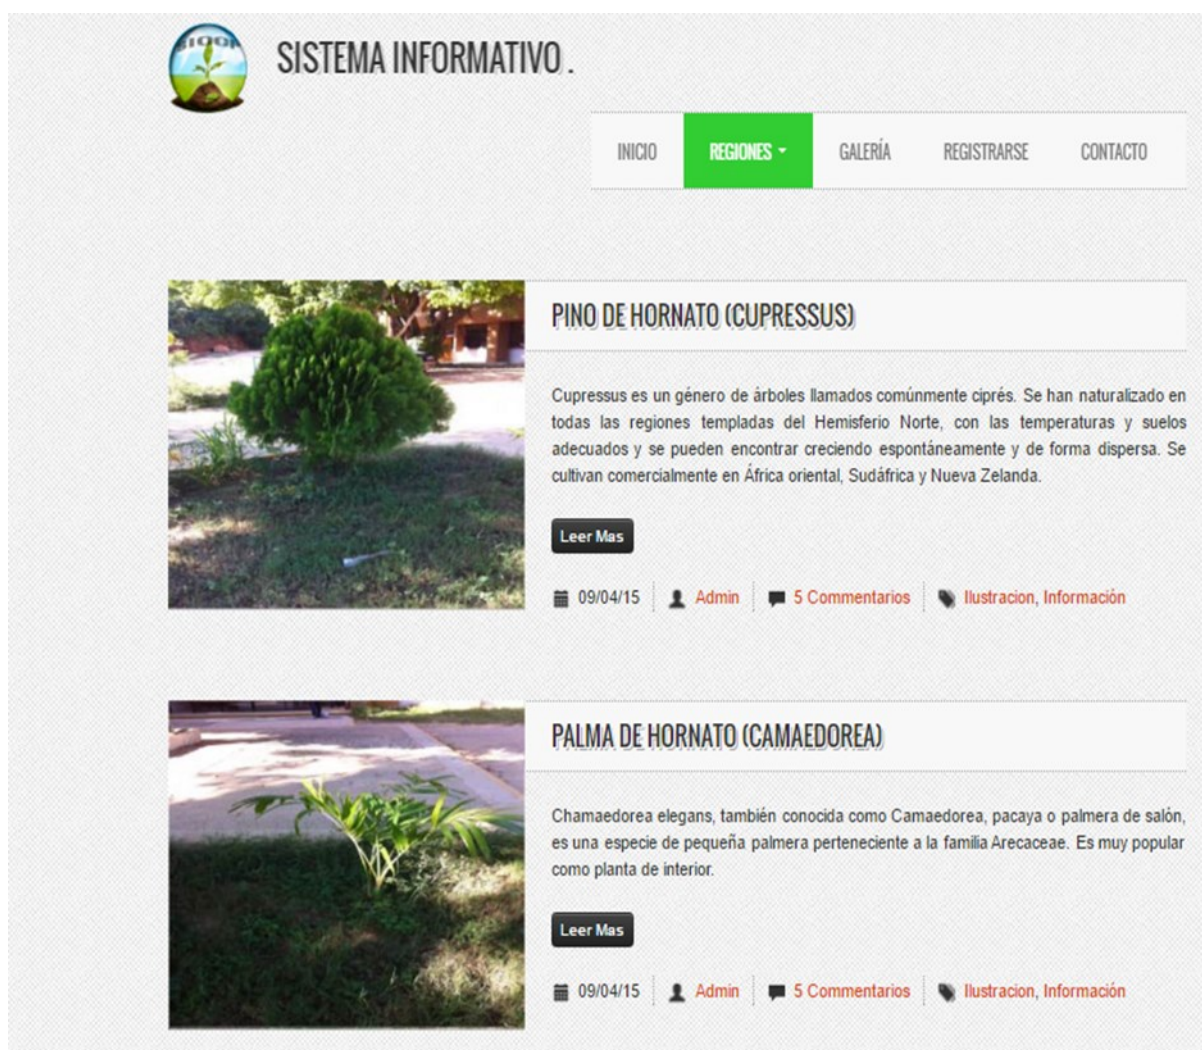 SISTEMA INFORMATIVO .
INICIO
REGIONES
GALERÍA
REGISTRARSE
CONTACTO
PINO DE HORNATO (CUPRESSUS)
Cupressus es un género de árboles llamados comúnmente ciprés. Se han naturalizado en
todas las regiones templadas del Hemisferio Norte, con las temperaturas y suelos
adecuados y se pueden encontrar creciendo espontáneamente y de forma dispersa. Se
cultivan comercialmente en África oriental, Sudáfrica y Nueva Zelanda.
Leer Mas
09/04/15 Admin 5 Commentarios Ilustracion, Información
PALMA DE HORNATO (CAMAEDOREA)
Chamaedorea elegans, también conocida como Camaedorea, pacaya o palmera de salón,
es una especie de pequeña palmera perteneciente a la familia Arecaceae. Es muy popular
como planta de interior.
Leer Mas
09/04/15 Admin 5 Commentarios Ilustracion, Información